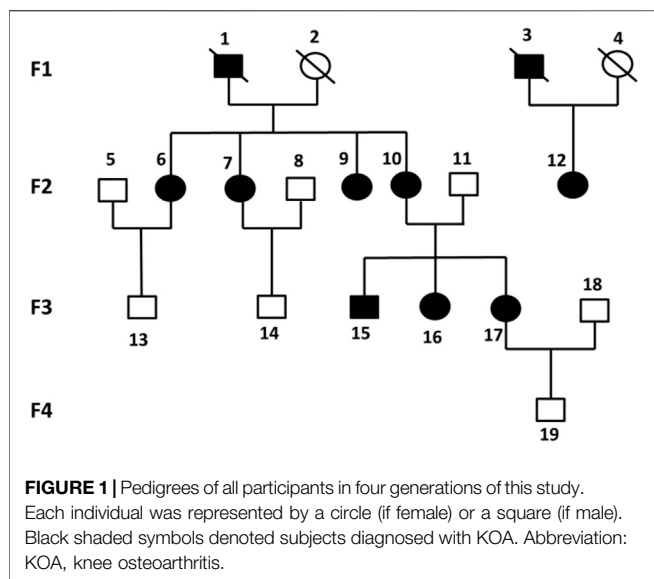 1 2 3 4
F1
5 6 7 8 9 10 11 12
F2
18
F3
13 14 15 16 17
F4
19
FIGURE 1 | Pedigrees of all participants in four generations of this study.
Each individual was represented by a circle (if female) or a square (if male).
Black shaded symbols denoted subjects diagnosed with KOA. Abbreviation:
KOA, knee osteoarthritis.